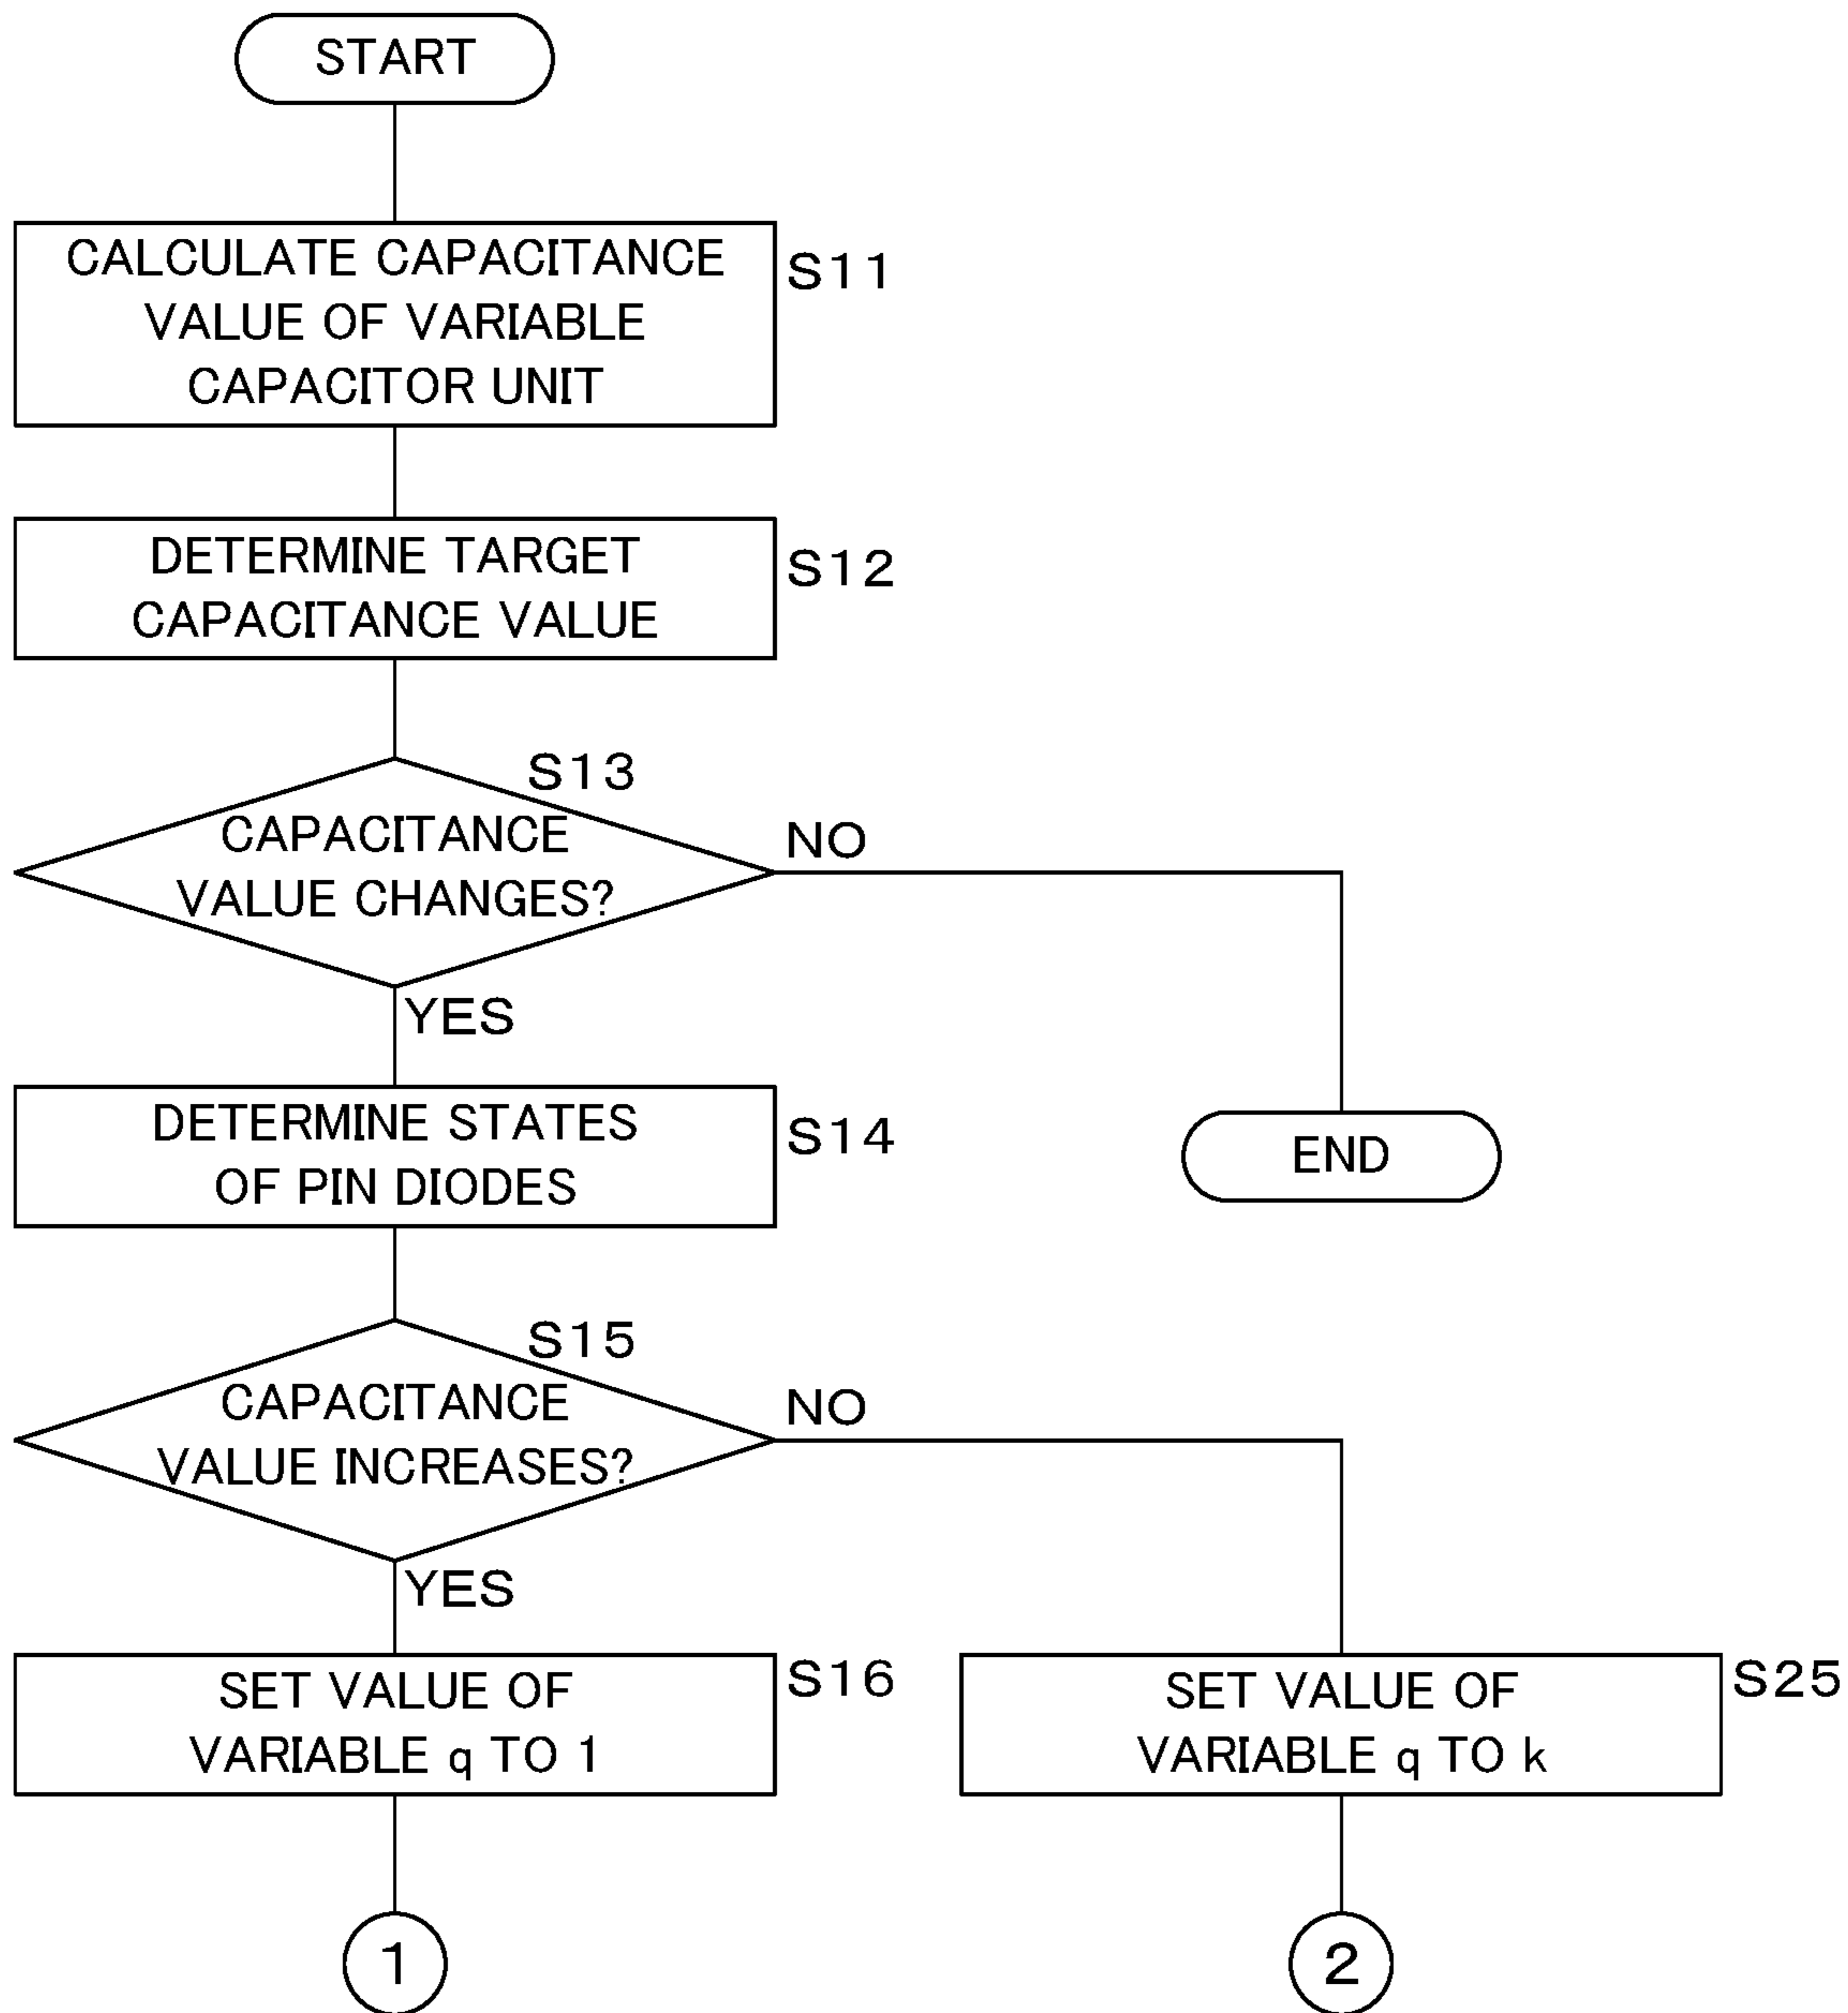 START
CALCULATE CAPACITANCE
VALUE OF VARIABLE
CAPACITOR UNIT
S11
DETERMINE TARGET
CAPACITANCE VALUE
S12
S13
CAPACITANCE
VALUE CHANGES?
NO
YES
DETERMINE STATES
OF PIN DIODES
S14
END
S15
CAPACITANCE
VALUE INCREASES?
NO
YES
SET VALUE OF
VARIABLE q TO 1
S16
SET VALUE OF
VARIABLE q TO k
S25
1
2